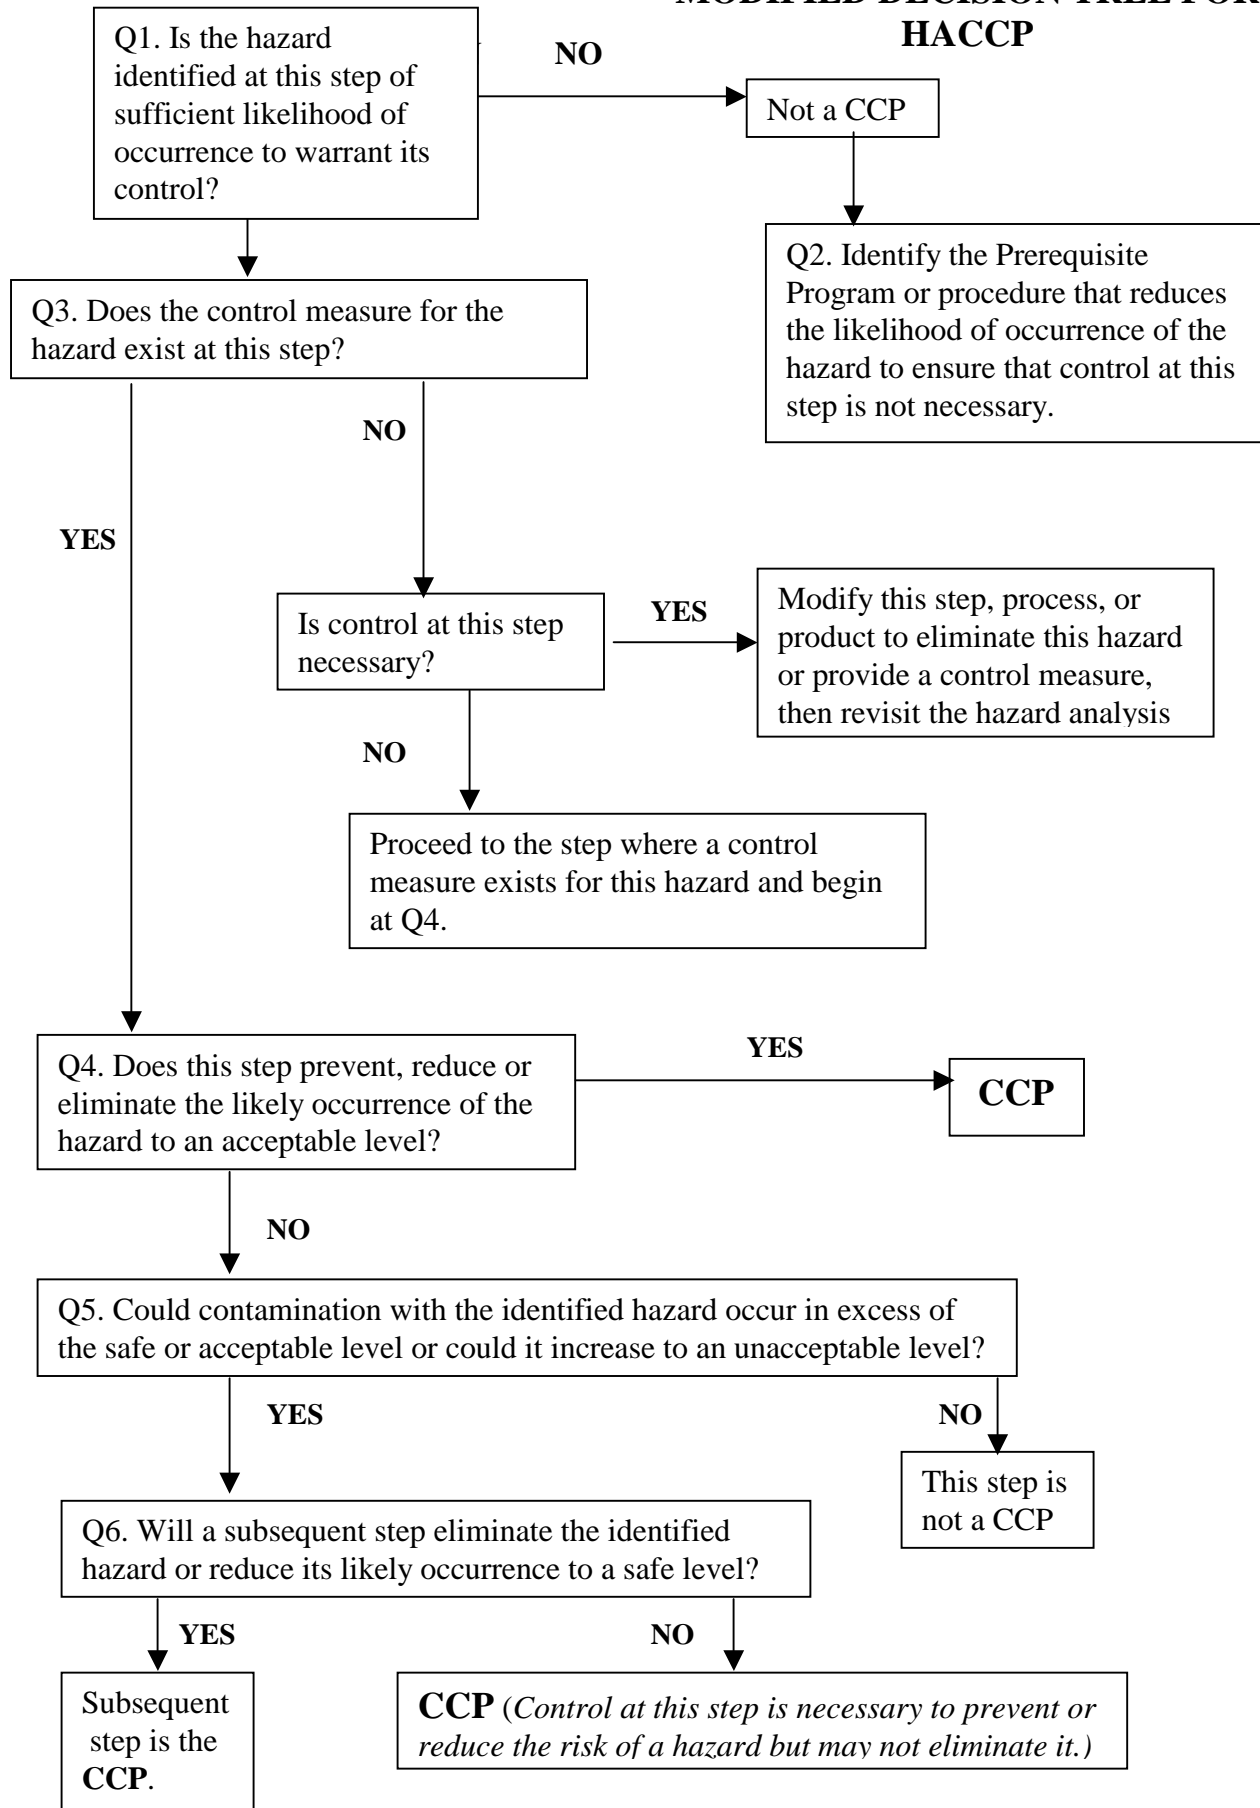 MODIFIED DECISION TREE FOR
HACCP
Q1. Is the hazard
identified at this step of
sufficient likelihood of
occurrence to warrant its
control?
NO
Not a CCP
Q2. Identify the Prerequisite
Program or procedure that reduces
the likelihood of occurrence of the
hazard to ensure that control at this
step is not necessary.
Q3. Does the control measure for the
hazard exist at this step?
NO
YES
Is control at this step
necessary?
YES
Modify this step, process, or
product to eliminate this hazard
or provide a control measure,
then revisit the hazard analysis
NO
Proceed to the step where a control
measure exists for this hazard and begin
at Q4.
Q4. Does this step prevent, reduce or
eliminate the likely occurrence of the
hazard to an acceptable level?
YES
CCP
NO
Q5. Could contamination with the identified hazard occur in excess of
the safe or acceptable level or could it increase to an unacceptable level?
YES
NO
This step is
not a CCP
Q6. Will a subsequent step eliminate the identified
hazard or reduce its likely occurrence to a safe level?
YES
NO
Subsequent
step is the
CCP.
CCP (Control at this step is necessary to prevent or
reduce the risk of a hazard but may not eliminate it.)